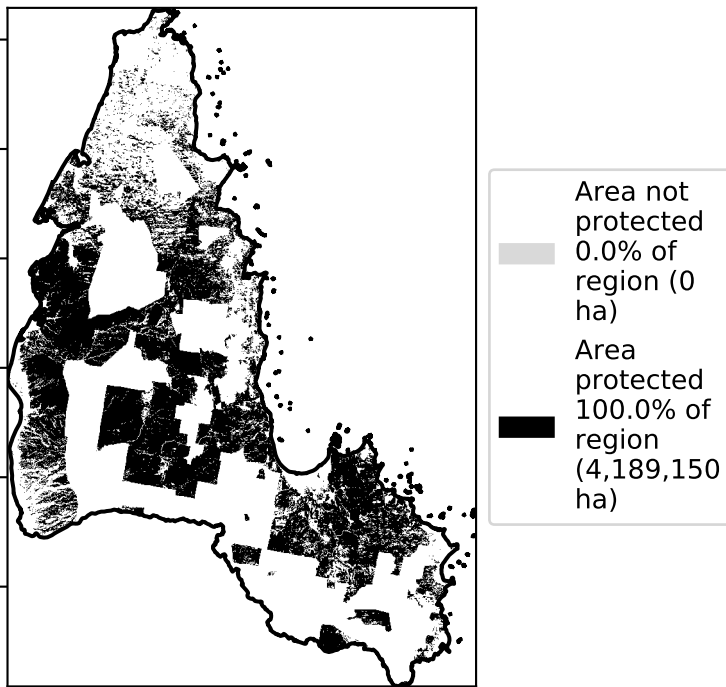 Area not
protected
0.0% of
region (0
ha)
Area
protected
100.0% of
region
(4,189,150
ha)